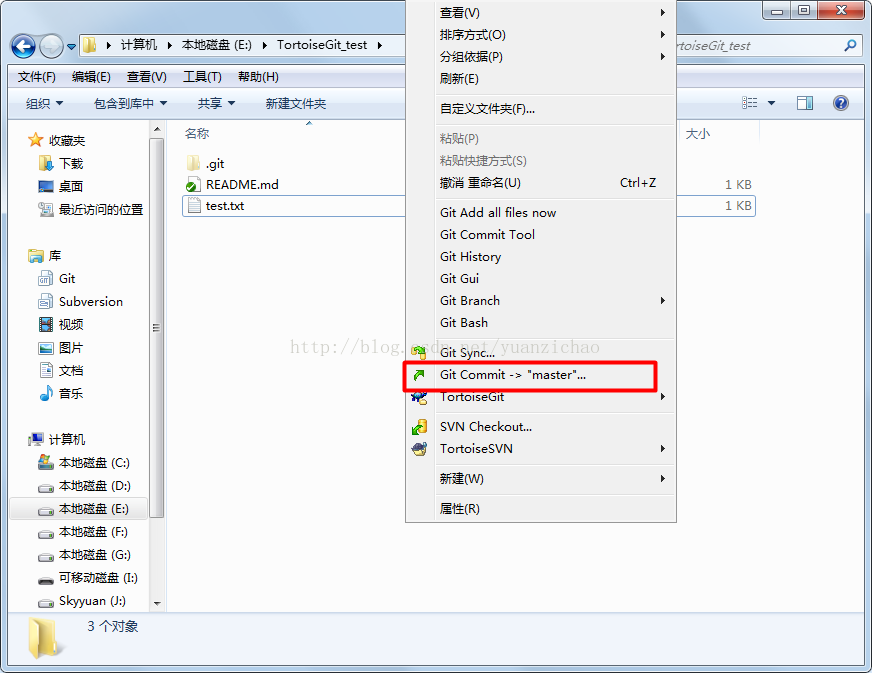 计算机 本地磁盘 (E:) TortoiseGit_test
rtoiseGit_test
文件(F) 编辑(E) 查看(V) 工具(T) 帮助(H)
组织 包含到库中 共享 新建文件夹
收藏夹
下载
桌面
最近访问的位置
库
Git
Subversion
视频
图片
文档
音乐
计算机
本地磁盘 (C:)
本地磁盘 (D:)
本地磁盘 (E:)
本地磁盘 (F:)
本地磁盘 (G:)
可移动磁盘 (I:)
Skyyuan (J:)
名称 大小
.git
README.md 1 KB
test.txt 1 KB
查看(V)
排序方式(O)
分组依据(P)
刷新(E)
自定义文件夹(F)...
粘贴(P)
粘贴快捷方式(S)
撤消 重命名(U) Ctrl+Z
Git Add all files now
Git Commit Tool
Git History
Git Gui
Git Branch
Git Bash
Git Sync...
Git Commit -> "master"...
TortoiseGit
SVN Checkout...
TortoiseSVN
新建(W)
属性(R)
http://blog.csdn.net/yuanzichao
3 个对象